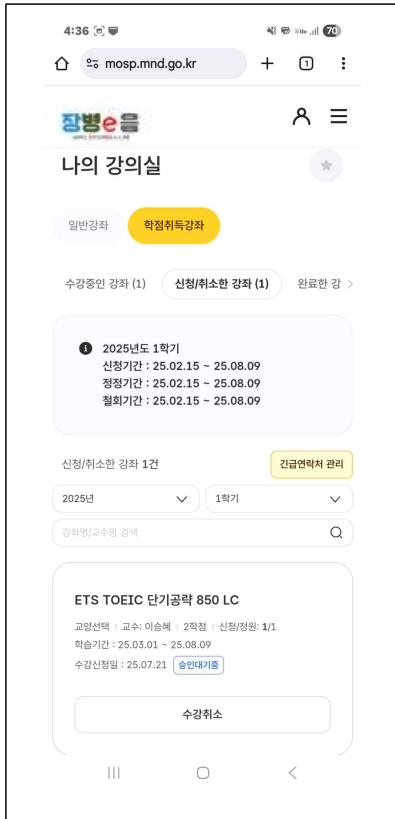 4:36
70
mosp.mnd.go.kr
1
장병e음
나의 강의실
일반강좌 학점취득강좌
수강중인 강좌 (1) 신청/취소한 강좌 (1) 완료한 강
2025년도 1학기
신청기간 : 25.02.15 ~ 25.08.09
정정기간 : 25.02.15 ~ 25.08.09
철회기간 : 25.02.15 ~ 25.08.09
신청/취소한 강좌 1건 긴급연락처 관리
2025년 1학기
강좌명/교수명 검색
ETS TOEIC 단기공략 850 LC
교양선택 | 교수: 이승혜 | 2학점 | 신청/정원: 1/1
학습기간 : 25.03.01 ~ 25.08.09
수강신청일 : 25.07.21 승인대기중
수강취소